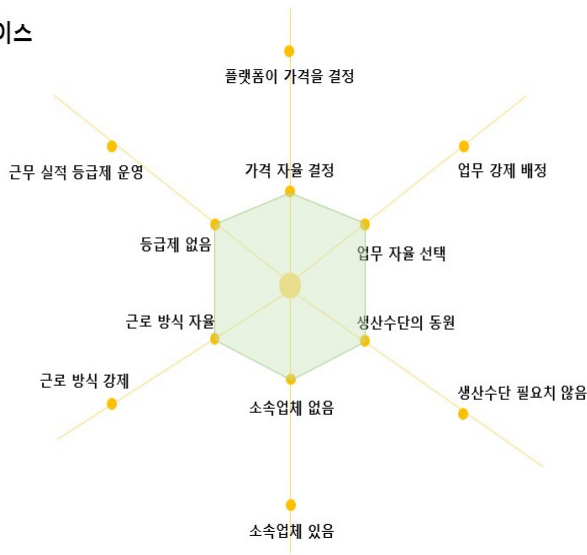 이스
플랫폼이 가격을 결정
근무 실적 등급제 운영
가격 자율 결정
업무 강제 배정
등급제 없음
업무 자율 선택
근로 방식 자율
생산수단의 동원
근로 방식 강제
생산수단 필요치 않음
소속업체 없음
소속업체 있음